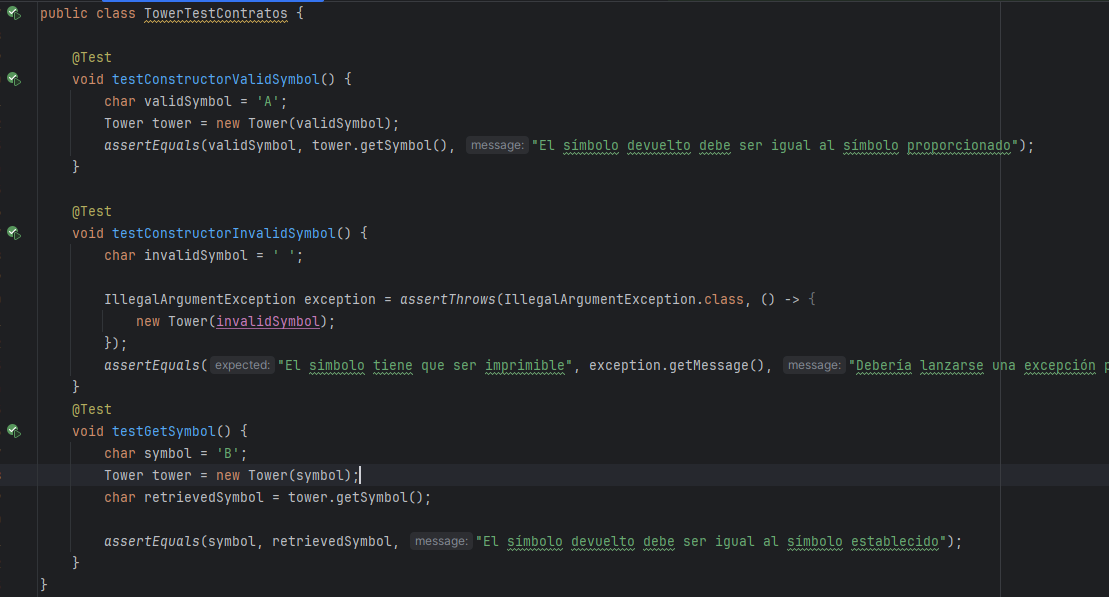 public class TowerTestContratos {
@Test
void testConstructorValidSymbol() {
char validSymbol = 'A';
Tower tower = new Tower(validSymbol);
assertEquals(validSymbol, tower.getSymbol(), message: "El símbolo devuelto debe ser igual al símbolo proporcionado");
}
@Test
void testConstructorInvalidSymbol() {
char invalidSymbol = ' ';
IllegalArgumentException exception = assertThrows(IllegalArgumentException.class, () -> {
new Tower(invalidSymbol);
});
assertEquals( expected: "El simbolo tiene que ser imprimible", exception.getMessage(), message: "Debería lanzarse una excepción p
}
@Test
void testGetSymbol() {
char symbol = 'B';
Tower tower = new Tower(symbol);
char retrievedSymbol = tower.getSymbol();
assertEquals(symbol, retrievedSymbol, message: "El símbolo devuelto debe ser igual al símbolo establecido");
}
}